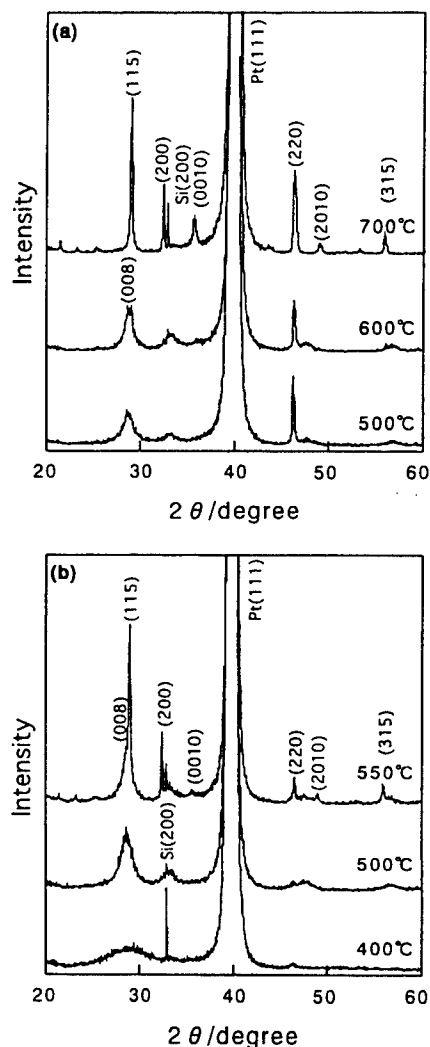 (a)
(115)
(200)
Si(200)
(0010)
Pt(111)
(220)
(2010)
(315)
700℃
(008)
600℃
500℃
Intensity
20 30 40 50 60
2 θ/degree
(b)
(115)
(008)
(200)
(0010)
Pt(111)
(220)
(2010)
(315)
550℃
Si(200)
500℃
400℃
Intensity
20 30 40 50 60
2 θ/degree